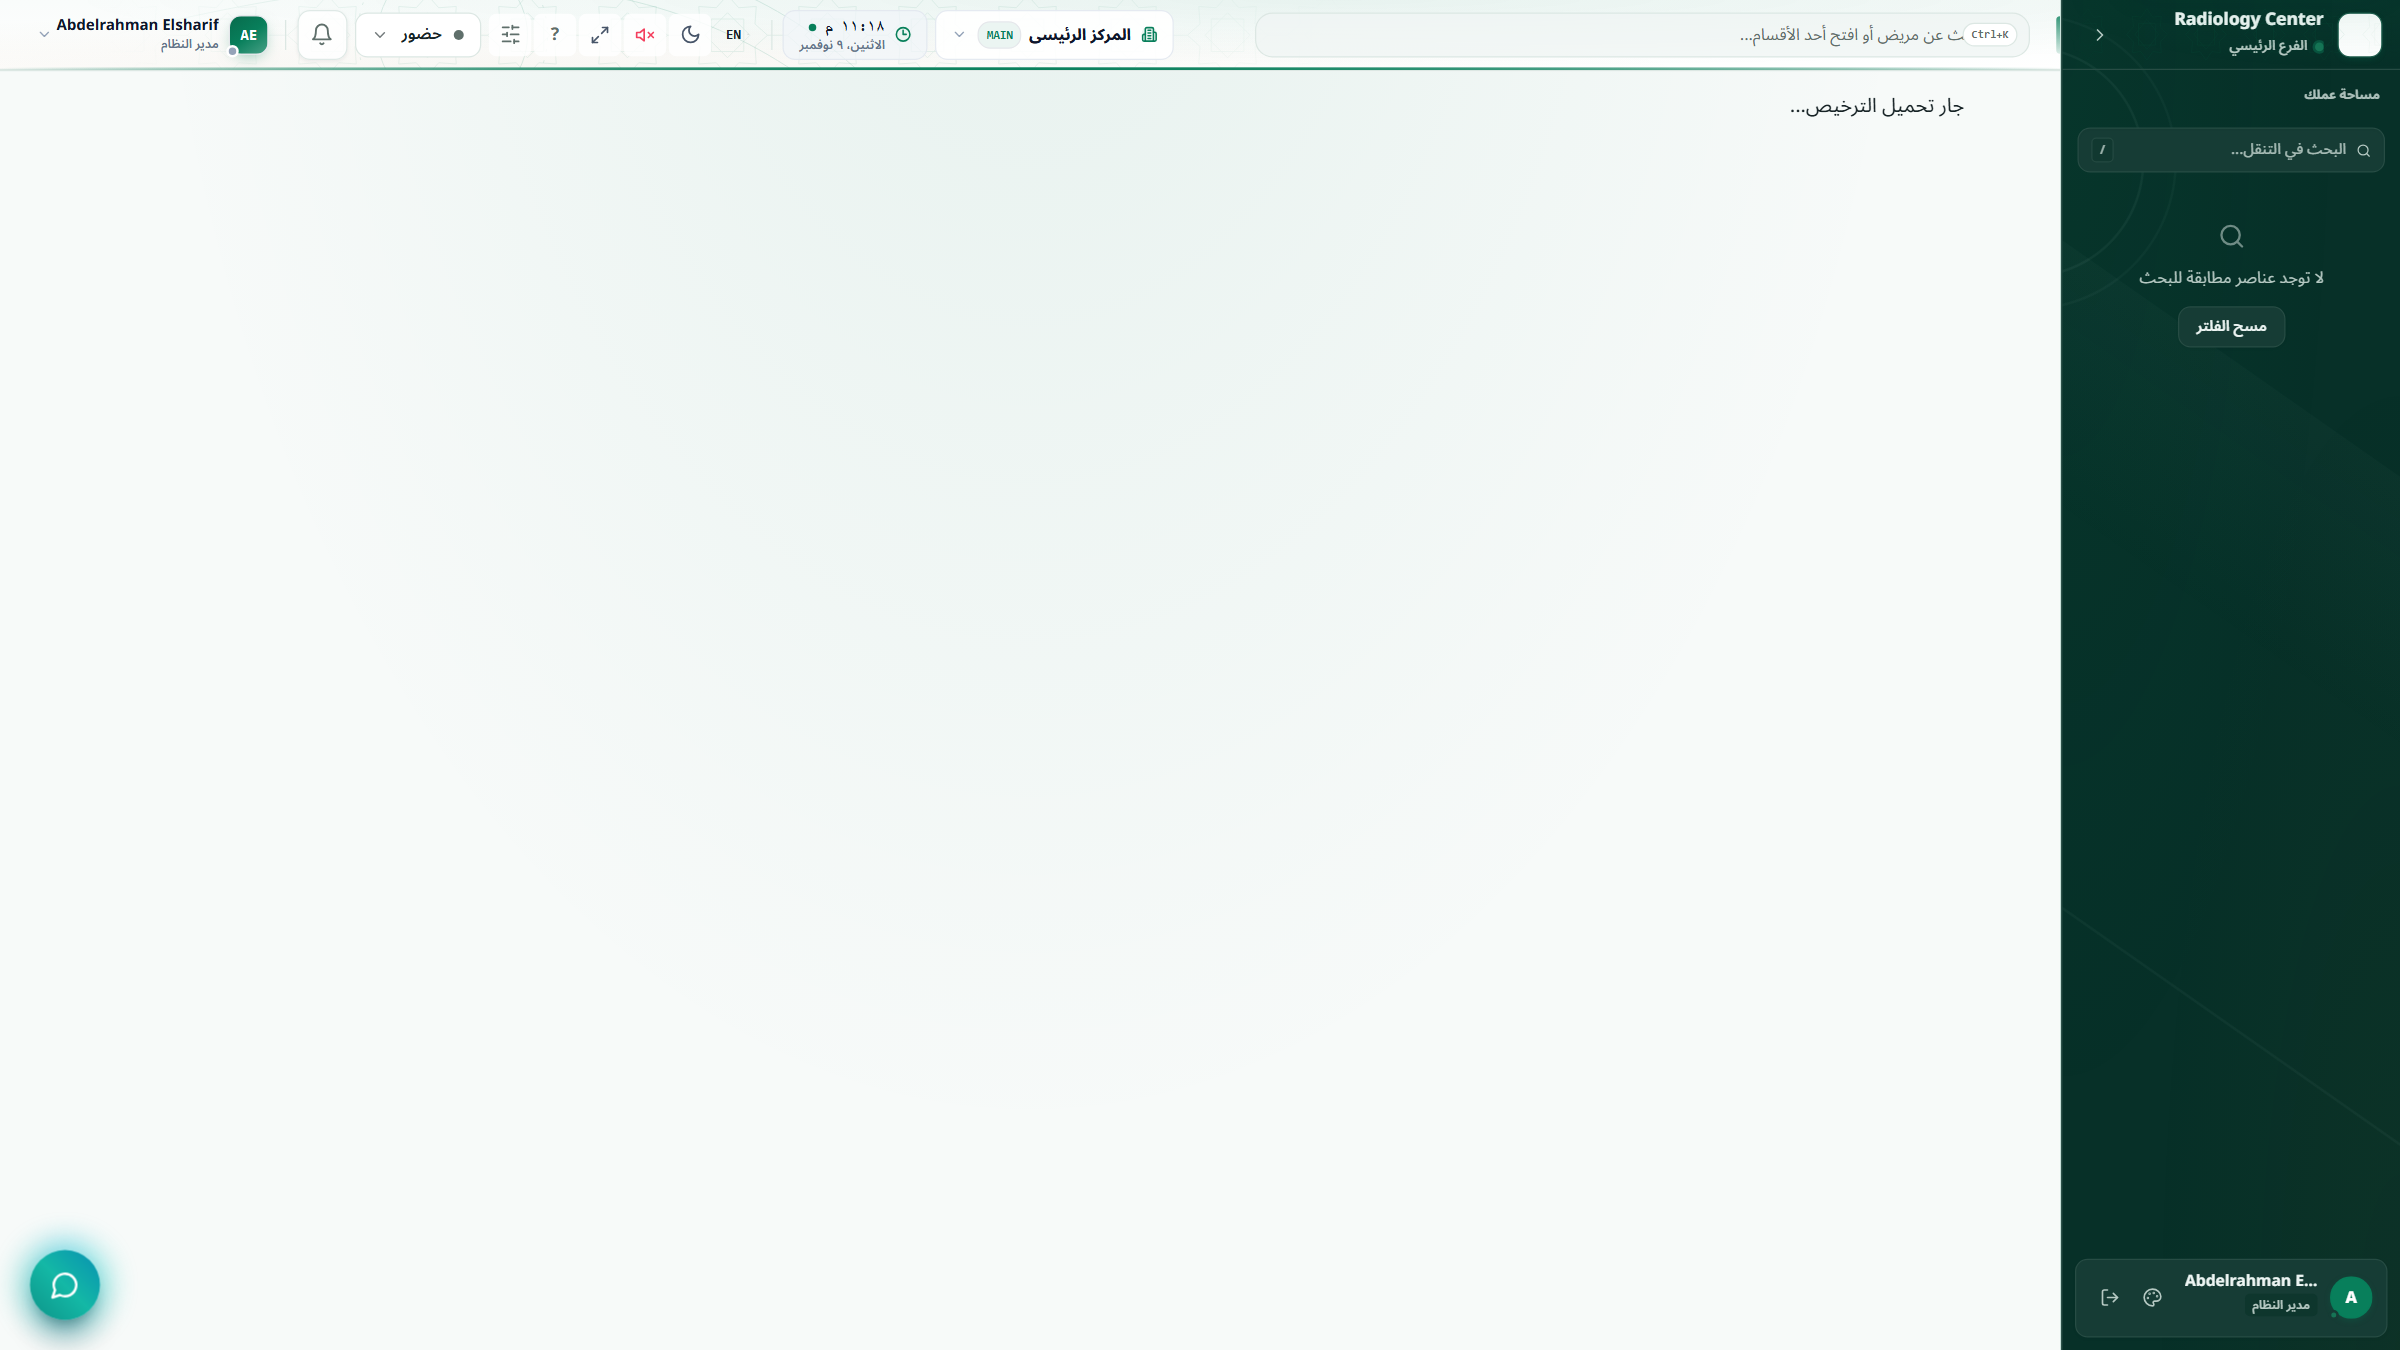 Radiology Center
الفرع الرئيسي
مساحة عملك
البحث في التنقل...
/
لا توجد عناصر مطابقة للبحث
مسح الفلتر
Abdelrahman E...
مدير النظام
A
Ctrl+K
ث عن مريض أو افتح أحد الأقسام...
المركز الرئيسى
MAIN
١١:١٨ م
الاثنين، ٩ نوفمبر
EN
?
حضور
AE
Abdelrahman Elsharif
مدير النظام
جار تحميل الترخيص...